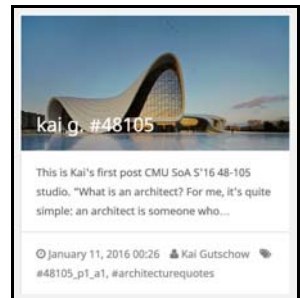 kai g. #48105
This is Kai's first post CMU SoA S'16 48-105
studio. "What is an architect? For me, it's quite
simple: an architect is someone who...
January 11, 2016 00:26 Kai Gutschow
#48105_p1_a1, #architecturequotes